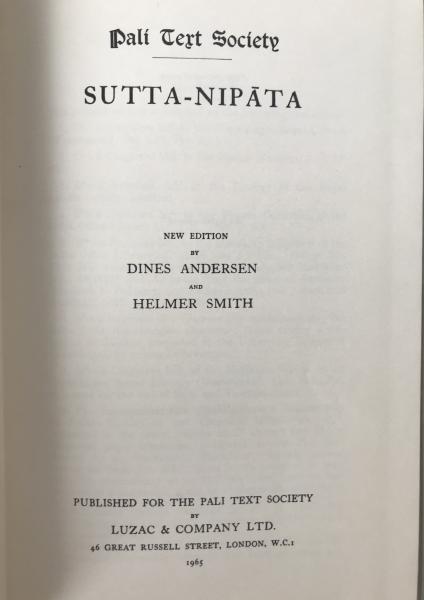 Pali Text Society
SUTTA-NIPĀTA
NEW EDITION
BY
DINES ANDERSEN
AND
HELMER SMITH
PUBLISHED FOR THE PALI TEXT SOCIETY
BY
LUZAC & COMPANY LTD.
46 GREAT RUSSELL STREET, LONDON, W.C.1
1965